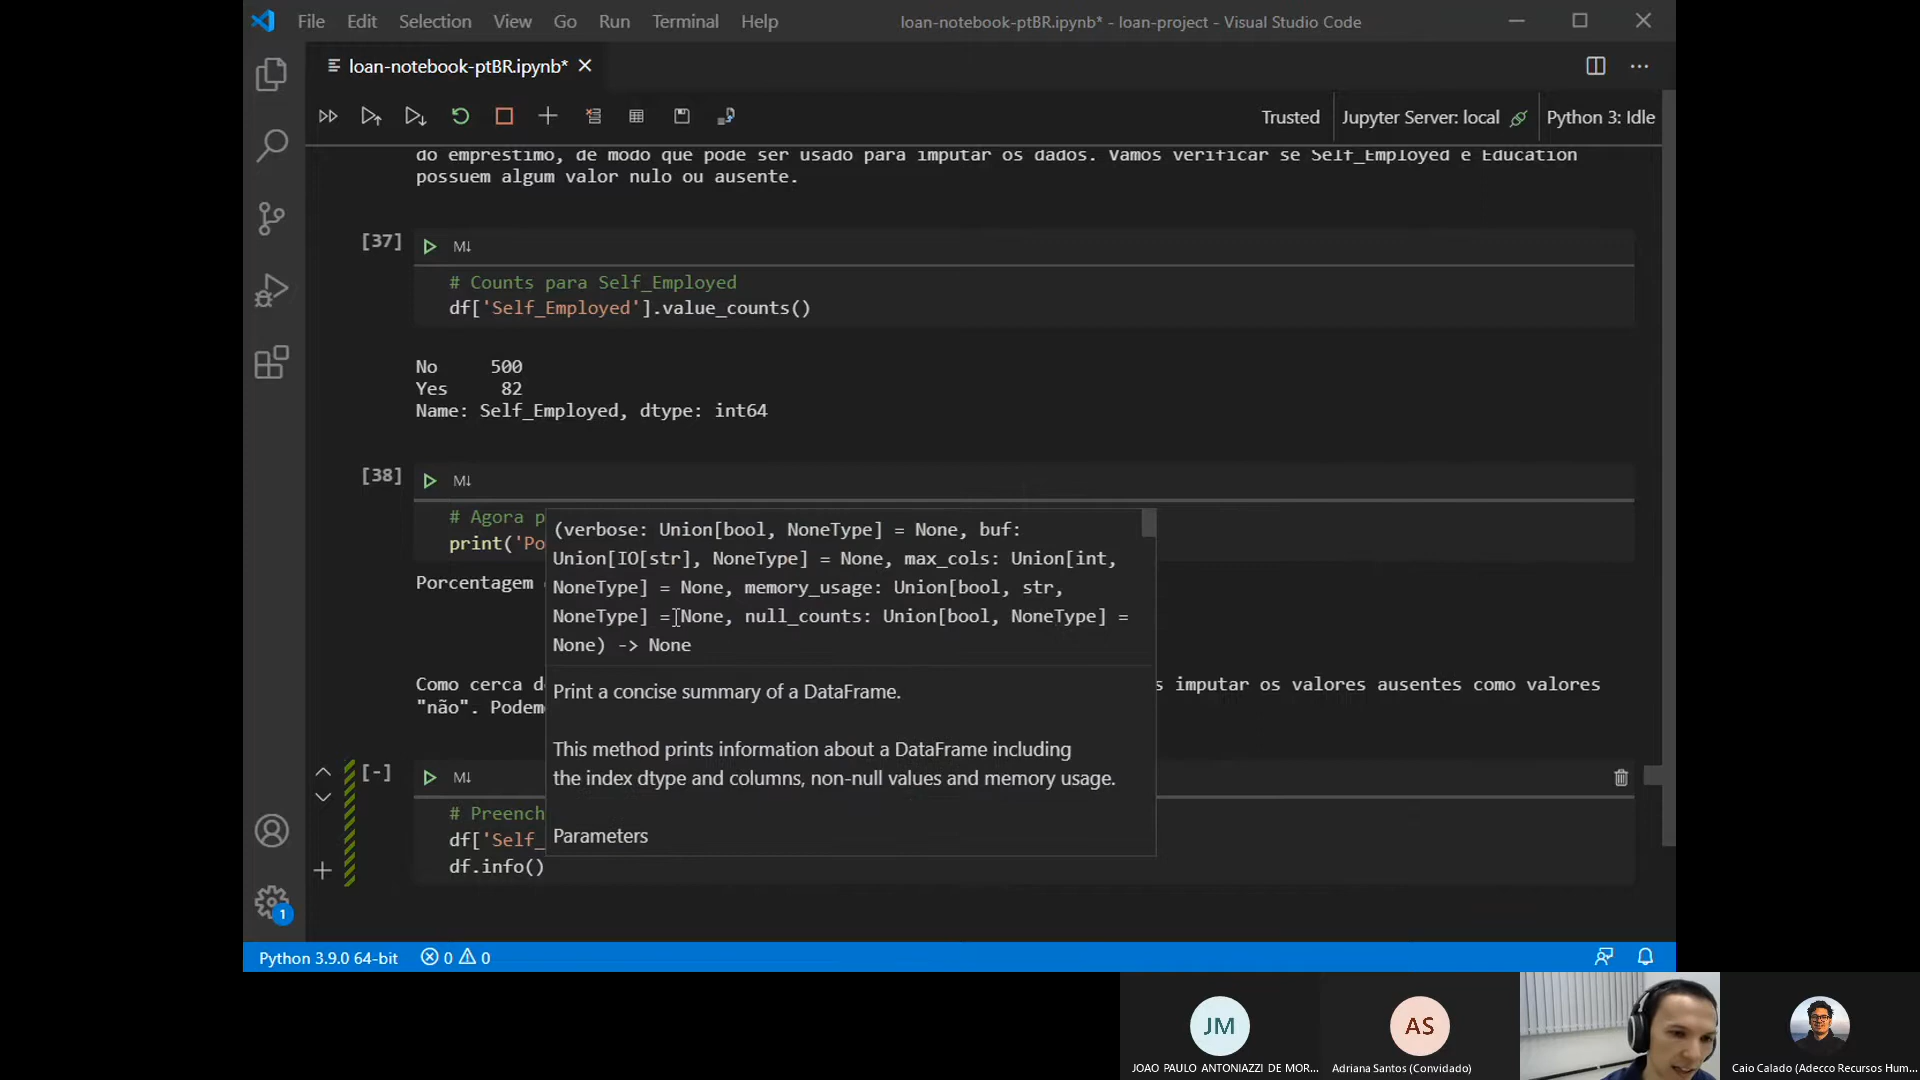 File Edit Selection View Go Run Terminal Help
loan-notebook-ptBR.ipynb* - loan-project - Visual Studio Code
loan-notebook-ptBR.ipynb*
Trusted
Jupyter Server: local
Python 3: Idle
do empréstimo, de modo que pode ser usado para imputar os dados. Vamos verificar se Self_Employed e Education
possuem algum valor nulo ou ausente.
[37]
M↓
# Counts para Self_Employed
df['Self_Employed'].value_counts()
No 500
Yes 82
Name: Self_Employed, dtype: int64
[38]
M↓
# Agora p
print('Po
Porcentagem
(verbose: Union[bool, NoneType] = None, buf:
Union[IO[str], NoneType] = None, max_cols: Union[int,
NoneType] = None, memory_usage: Union[bool, str,
NoneType] = None, null_counts: Union[bool, NoneType] =
None) -> None
Print a concise summary of a DataFrame.
This method prints information about a DataFrame including
the index dtype and columns, non-null values and memory usage.
Parameters
Como cerca d
s imputar os valores ausentes como valores
"não". Podem
[-]
M↓
# Preench
df['Self_
df.info()
1
Python 3.9.0 64-bit
0
0
JM
AS
JOAO PAULO ANTONIAZZI DE MOR...
Adriana Santos (Convidado)
Caio Calado (Adecco Recursos Hum...